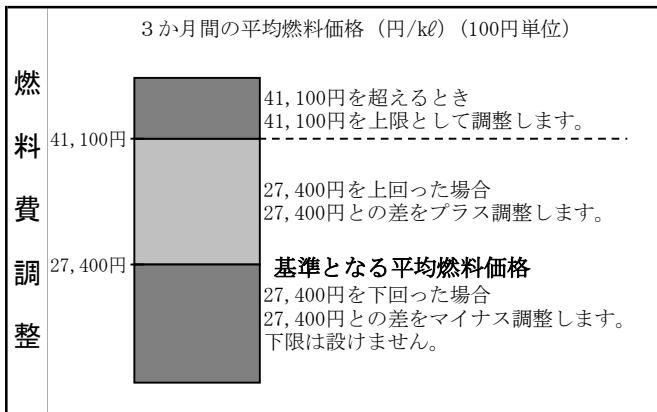 3か月間の平均燃料価格 (円/kℓ) (100円単位)
燃料費調整
41,100円を超えるとき
41,100円を上限として調整します。
41,100円
27,400円を上回った場合
27,400円との差をプラス調整します。
27,400円
基準となる平均燃料価格
27,400円を下回った場合
27,400円との差をマイナス調整します。
下限は設けません。